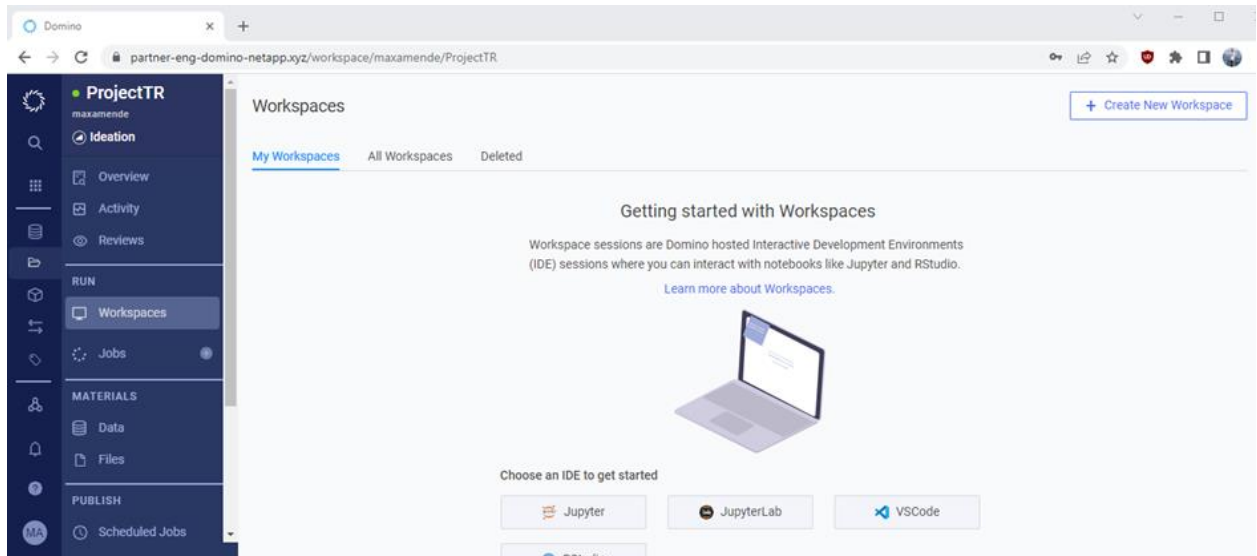 Domino
partner-eng-domino-netapp.xyz/workspace/maxamende/ProjectTR
ProjectTR
maxamende
Ideation
Overview
Activity
Reviews
RUN
Workspaces
Jobs
MATERIALS
Data
Files
PUBLISH
Scheduled Jobs
MA
Workspaces
+ Create New Workspace
My Workspaces All Workspaces Deleted
Getting started with Workspaces
Workspace sessions are Domino hosted Interactive Development Environments
(IDE) sessions where you can interact with notebooks like Jupyter and RStudio.
Learn more about Workspaces.
Choose an IDE to get started
Jupyter JupyterLab VSCode